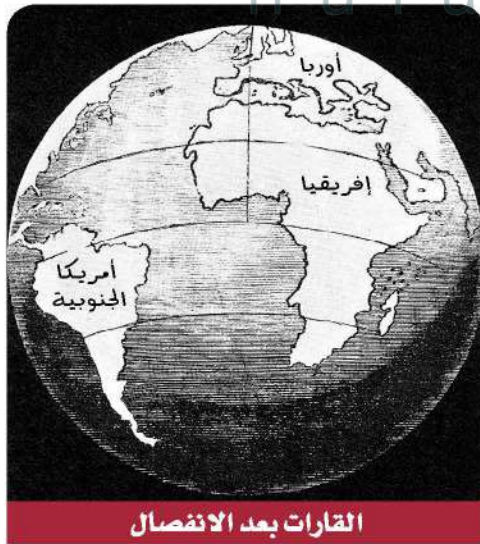 أوربا
إفريقيا
أمريكا
الجنوبية
القارات بعد الانفصال